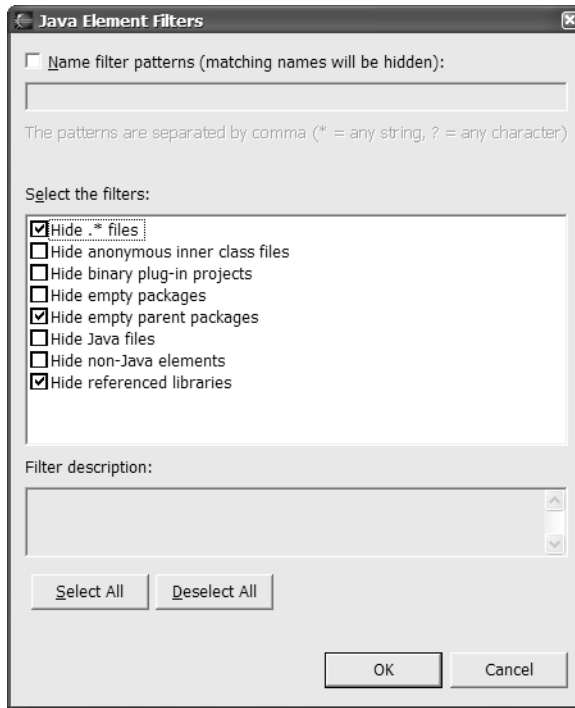 Java Element Filters
Name filter patterns (matching names will be hidden):
The patterns are separated by comma (* = any string, ? = any character)
Select the filters:
Hide .* files
Hide anonymous inner class files
Hide binary plug-in projects
Hide empty packages
Hide empty parent packages
Hide Java files
Hide non-Java elements
Hide referenced libraries
Filter description:
Select All
Deselect All
OK
Cancel